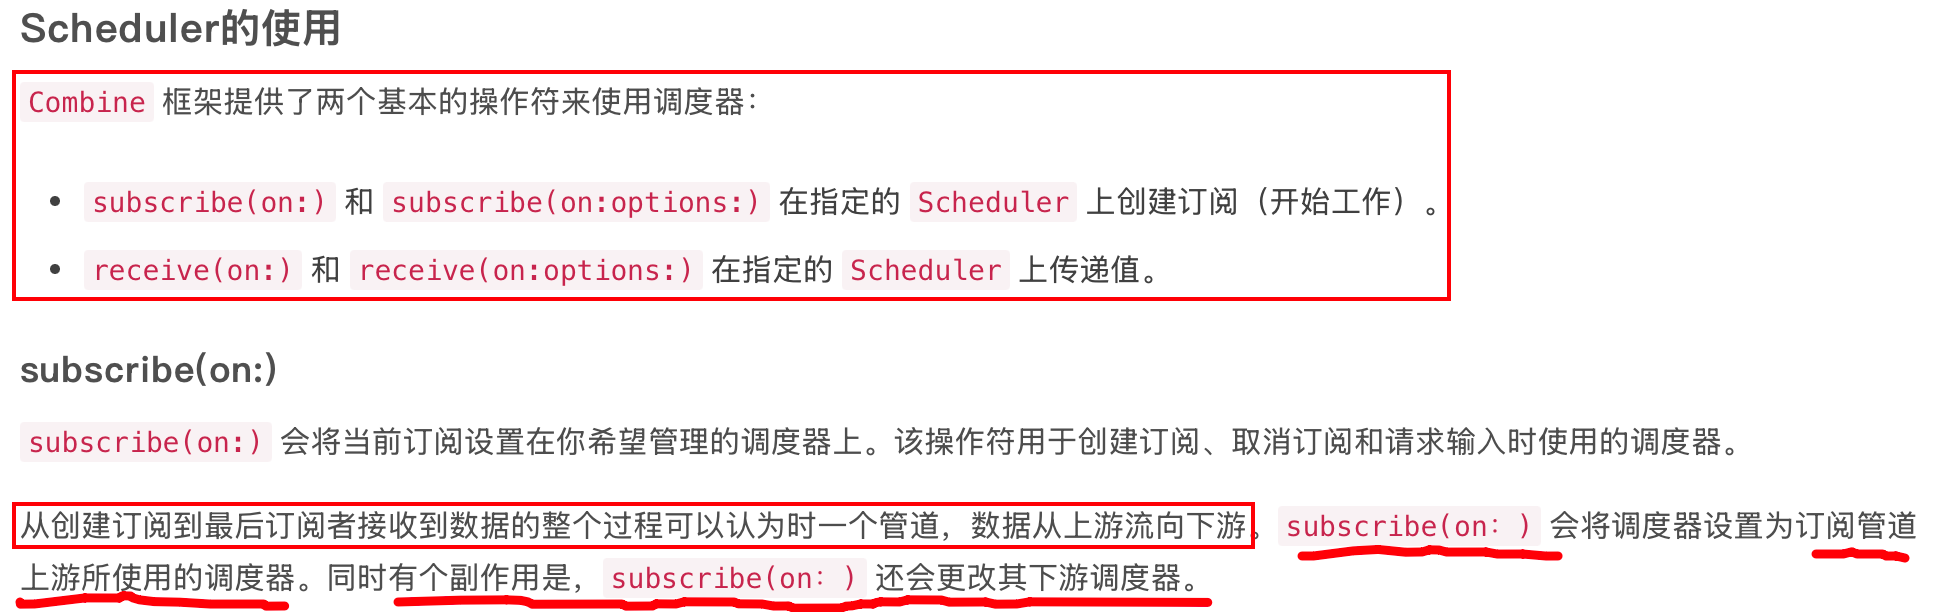 Scheduler的使用
Combine 框架提供了两个基本的操作符来使用调度器：
• subscribe(on:) 和 subscribe(on:options:) 在指定的 Scheduler 上创建订阅（开始工作）。
• receive(on:) 和 receive(on:options:) 在指定的 Scheduler 上传递值。
subscribe(on:)
subscribe(on:) 会将当前订阅设置在你希望管理的调度器上。该操作符用于创建订阅、取消订阅和请求输入时使用的调度器。
从创建订阅到最后订阅者接收到数据的整个过程可以认为时一个管道，数据从上游流向下游。subscribe(on: ) 会将调度器设置为订阅管道
上游所使用的调度器。同时有个副作用是，subscribe(on: ) 还会更改其下游调度器。